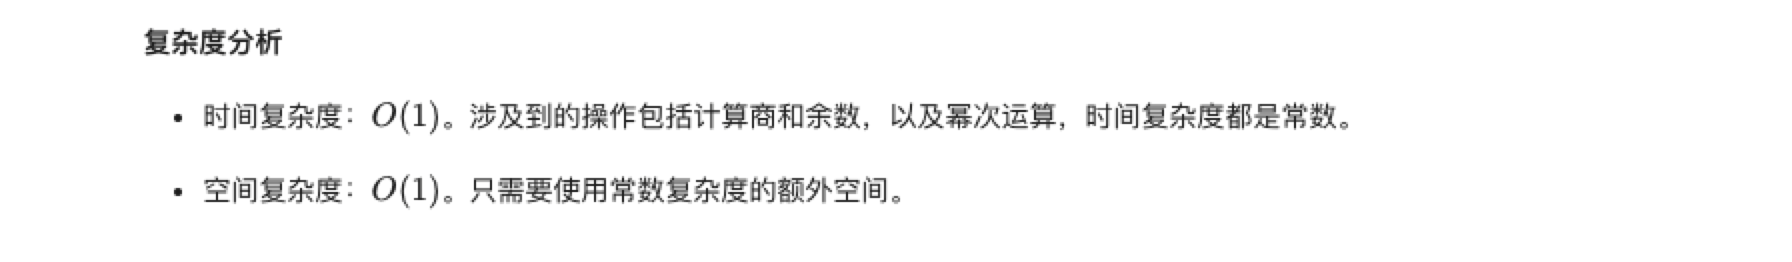 复杂度分析
• 时间复杂度：O(1)。涉及到的操作包括计算商和余数，以及幂次运算，时间复杂度都是常数。
• 空间复杂度：O(1)。只需要使用常数复杂度的额外空间。